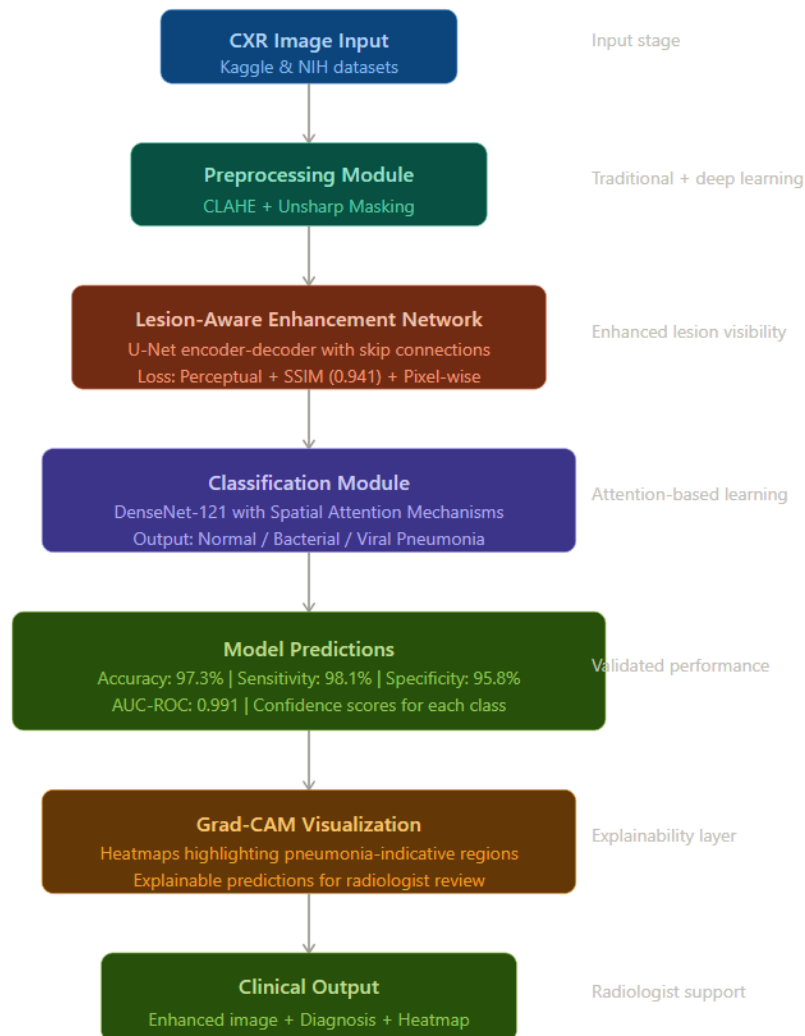 CXR Image Input
Kaggle & NIH datasets
Input stage
Preprocessing Module
CLAHE + Unsharp Masking
Traditional + deep learning
Lesion-Aware Enhancement Network
U-Net encoder-decoder with skip connections
Loss: Perceptual + SSIM (0.941) + Pixel-wise
Enhanced lesion visibility
Classification Module
DenseNet-121 with Spatial Attention Mechanisms
Output: Normal / Bacterial / Viral Pneumonia
Attention-based learning
Model Predictions
Accuracy: 97.3% | Sensitivity: 98.1% | Specificity: 95.8%
AUC-ROC: 0.991 | Confidence scores for each class
Validated performance
Grad-CAM Visualization
Heatmaps highlighting pneumonia-indicative regions
Explainable predictions for radiologist review
Explainability layer
Clinical Output
Enhanced image + Diagnosis + Heatmap
Radiologist support